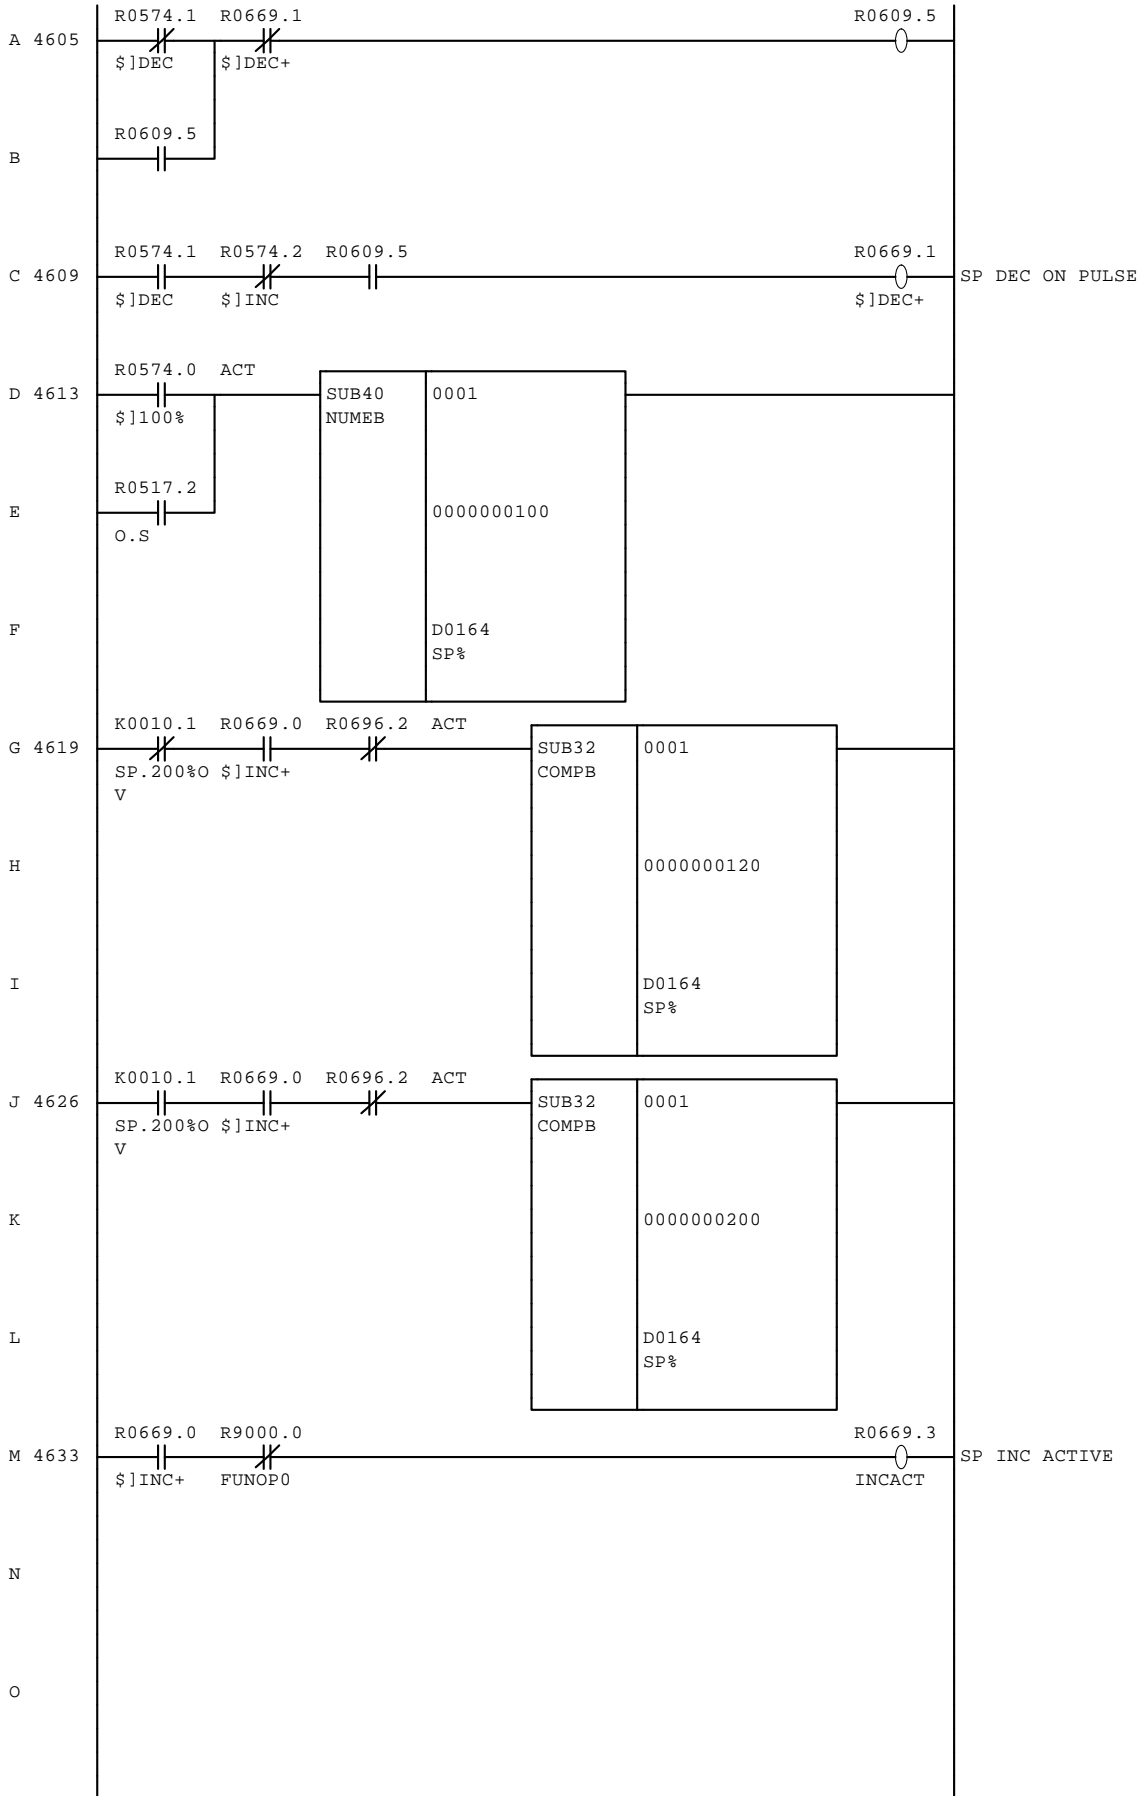 R0574.1 R0669.1 R0609.5
A 4605
$]DEC $]DEC+
R0609.5
B
R0574.1 R0574.2 R0609.5 R0669.1
C 4609 SP DEC ON PULSE
$]DEC $]INC $]DEC+
R0574.0 ACT
D 4613 SUB40 0001
$]100% NUMEB
R0517.2
E 0000000100
O.S
F D0164
SP%
K0010.1 R0669.0 R0696.2 ACT
G 4619 SUB32 0001
SP.200%O $]INC+ COMPB
V
H 0000000120
I D0164
SP%
K0010.1 R0669.0 R0696.2 ACT
J 4626 SUB32 0001
SP.200%O $]INC+ COMPB
V
K 0000000200
L D0164
SP%
R0669.0 R9000.0 R0669.3
M 4633 SP INC ACTIVE
$]INC+ FUNOP0 INCACT
N
O